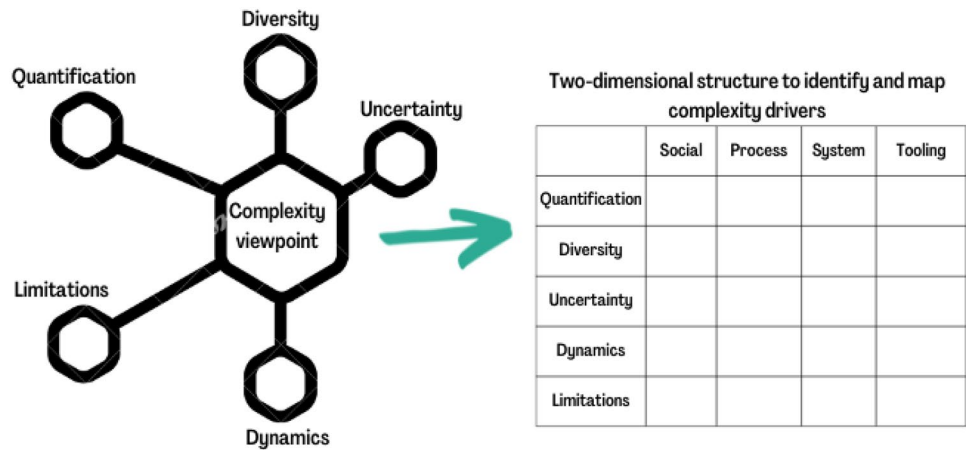 Diversity
Quantification
Uncertainty
Complexity
viewpoint
Limitations
Dynamics
Two-dimensional structure to identify and map
complexity drivers
Social Process System Tooling
Quantification
Diversity
Uncertainty
Dynamics
Limitations